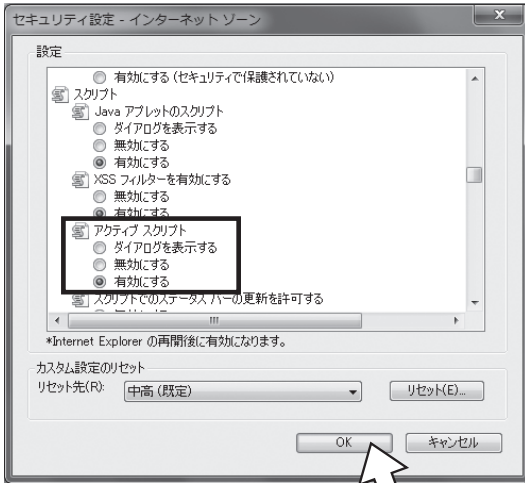 セキュリティ設定 - インターネット ゾーン
x
設定
有効にする (セキュリティで保護されていない)
スクリプト
Java アプレットのスクリプト
ダイアログを表示する
無効にする
有効にする
XSS フィルターを有効にする
無効にする
有効にする
アクティブ スクリプト
ダイアログを表示する
無効にする
有効にする
スクリプトでのステータス バーの更新を許可する
*Internet Explorer の再開後に有効になります。
カスタム設定のリセット
リセット先(R):
中高 (既定)
リセット(E)...
OK
キャンセル